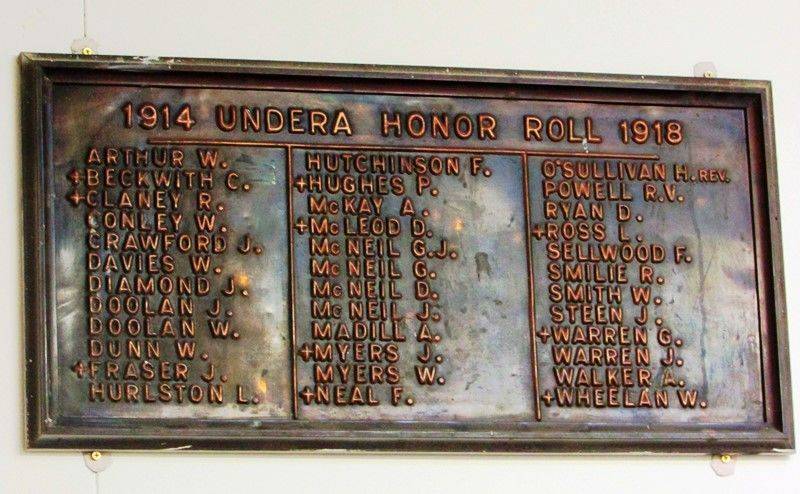 1914 UNDERA HONOR ROLL 1918
ARTHUR W.
+BECKWITH C.
+CLANEY R.
CONLEY W.
CRAWFORD J.
DAVIES W.
DIAMOND J.
DOOLAN J.
DOOLAN W.
DUNN W.
+FRASER J.
HURLSTON L.
HUTCHINSON F.
+HUGHES P.
McKAY A.
+McLEOD D.
McNEIL G.J.
McNEIL G.
McNEIL D.
McNEIL J.
MADILL A.
+MYERS J.
MYERS W.
+NEAL F.
O'SULLIVAN H. REV.
POWELL R.V.
RYAN D.
+ROSS L.
SELLWOOD F.
SMILIE R.
SMITH W.
STEEN J.
+WARREN G.
WARREN J.
WALKER A.
+WHEELAN W.